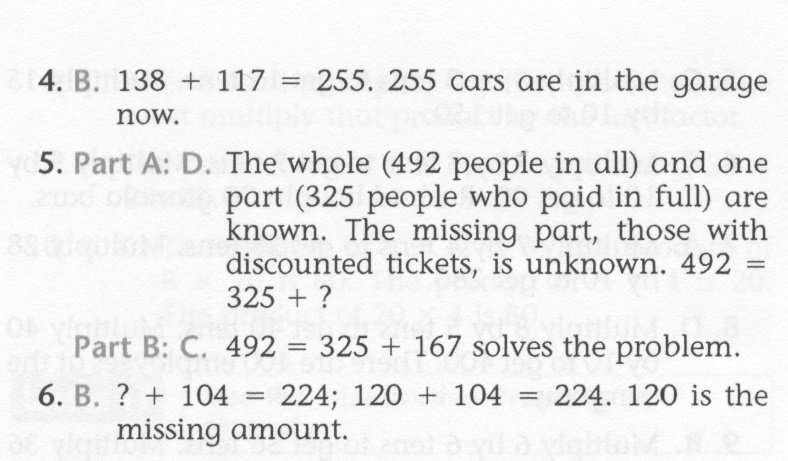 4. B. 138 + 117 = 255. 255 cars are in the garage
now.
5. Part A: D. The whole (492 people in all) and one
part (325 people who paid in full) are
known. The missing part, those with
discounted tickets, is unknown. 492 =
325 + ?
Part B: C. 492 = 325 + 167 solves the problem.
6. B. ? + 104 = 224; 120 + 104 = 224. 120 is the
missing amount.